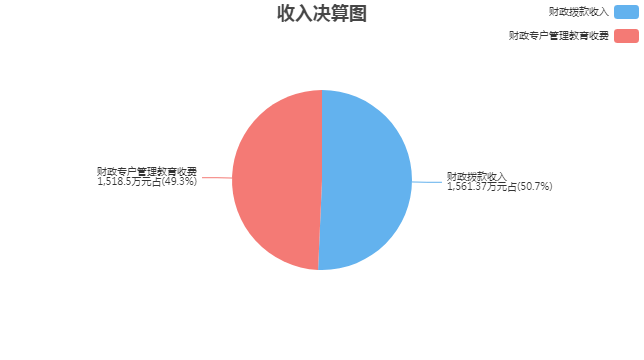 收入决算图
财政拨款收入
财政专户管理教育收费
财政专户管理教育收费
1,518.5万元占(49.3%)
财政拨款收入
1,561.37万元占(50.7%)